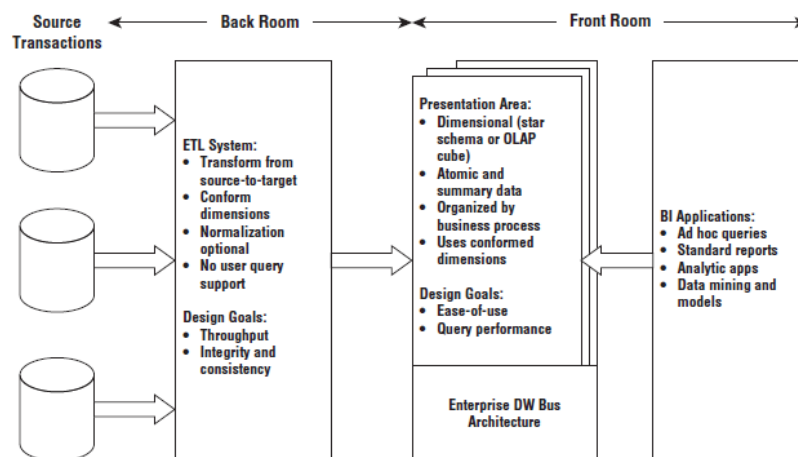 Source
Transactions
Back Room
Front Room
ETL System:
• Transform from
source-to-target
• Conform
dimensions
• Normalization
optional
• No user query
support
Design Goals:
• Throughput
• Integrity and
consistency
Presentation Area:
• Dimensional (star
schema or OLAP
cube)
• Atomic and
summary data
• Organized by
business process
• Uses conformed
dimensions
Design Goals:
• Ease-of-use
• Query performance
Enterprise DW Bus
Architecture
BI Applications:
• Ad hoc queries
• Standard reports
• Analytic apps
• Data mining and
models